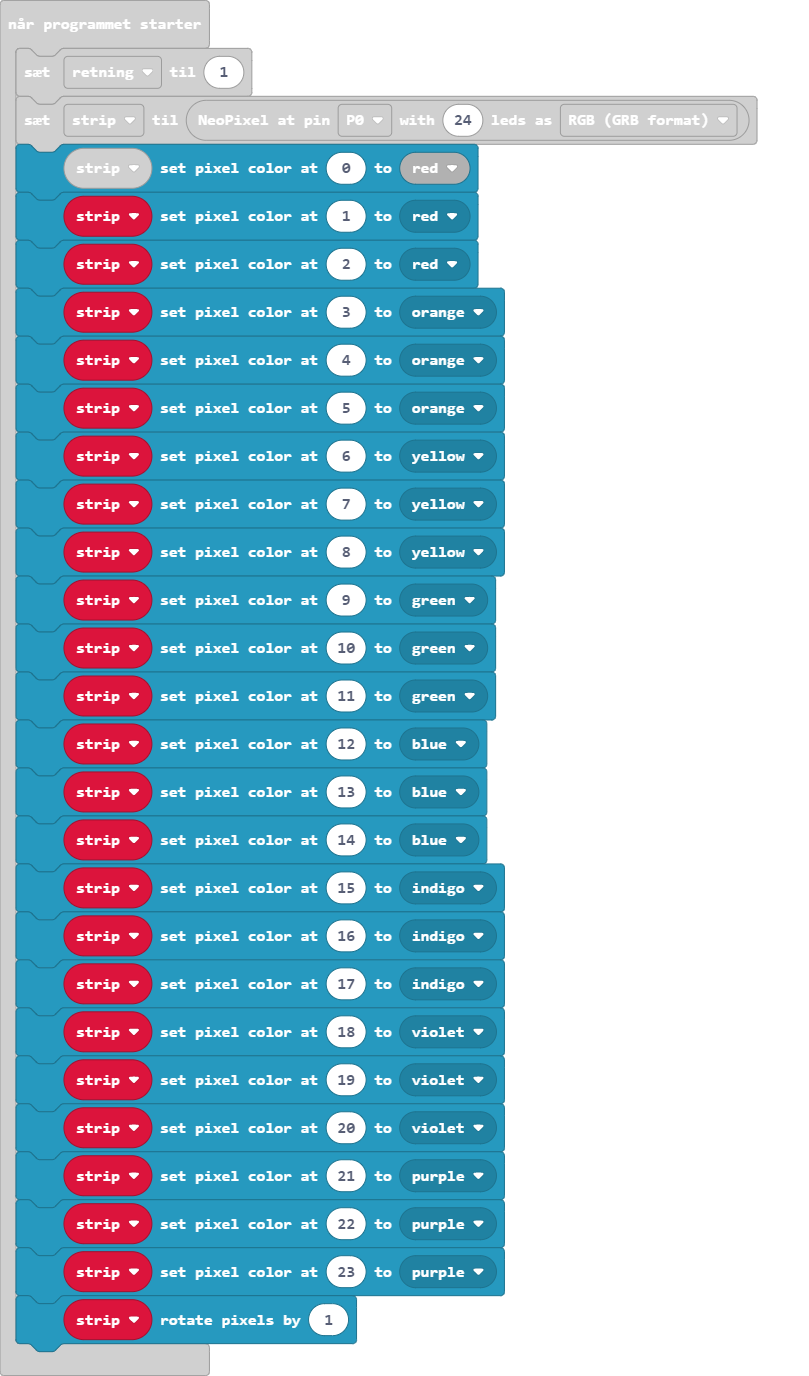 når programmet starter
sæt retning til 1
sæt strip til NeoPixel at pin P0 with 24 leds as RGB (GRB format)
strip set pixel color at 0 to red
strip set pixel color at 1 to red
strip set pixel color at 2 to red
strip set pixel color at 3 to orange
strip set pixel color at 4 to orange
strip set pixel color at 5 to orange
strip set pixel color at 6 to yellow
strip set pixel color at 7 to yellow
strip set pixel color at 8 to yellow
strip set pixel color at 9 to green
strip set pixel color at 10 to green
strip set pixel color at 11 to green
strip set pixel color at 12 to blue
strip set pixel color at 13 to blue
strip set pixel color at 14 to blue
strip set pixel color at 15 to indigo
strip set pixel color at 16 to indigo
strip set pixel color at 17 to indigo
strip set pixel color at 18 to violet
strip set pixel color at 19 to violet
strip set pixel color at 20 to violet
strip set pixel color at 21 to purple
strip set pixel color at 22 to purple
strip set pixel color at 23 to purple
strip rotate pixels by 1